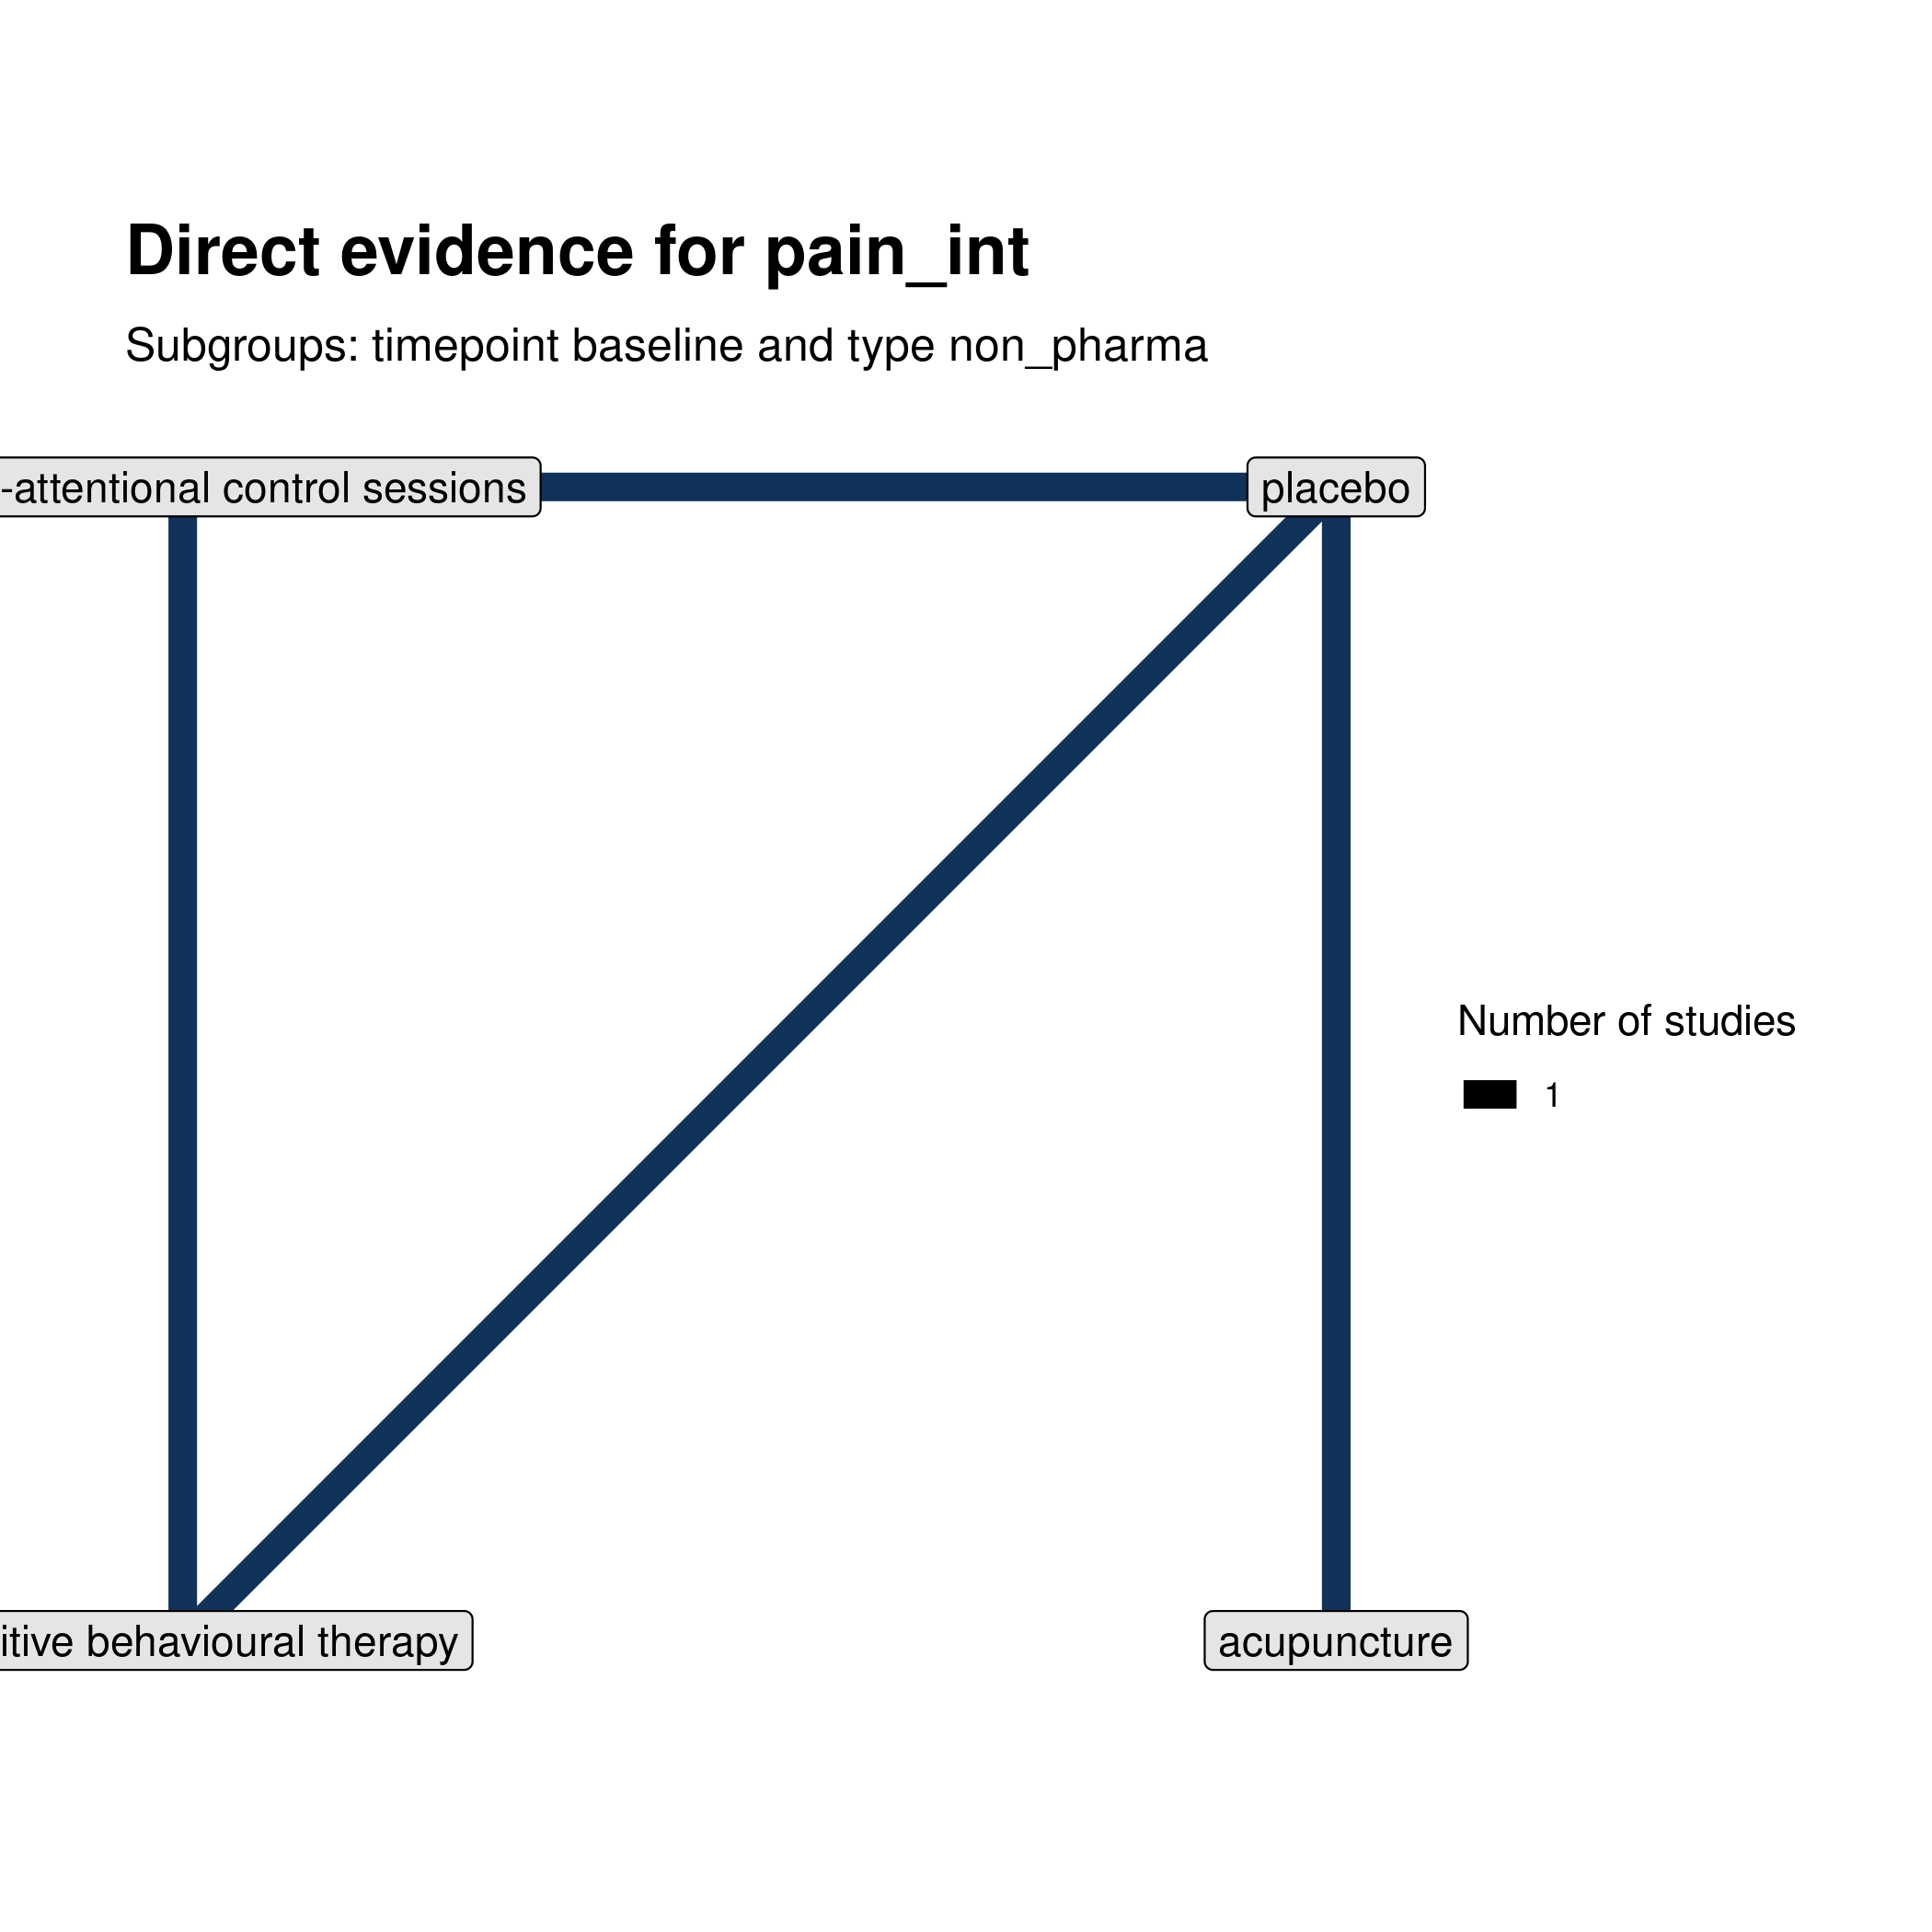 Direct evidence for pain_int
Subgroups: timepoint baseline and type non_pharma
-attentional control sessions
placebo
Number of studies
1
itive behavioural therapy
acupuncture